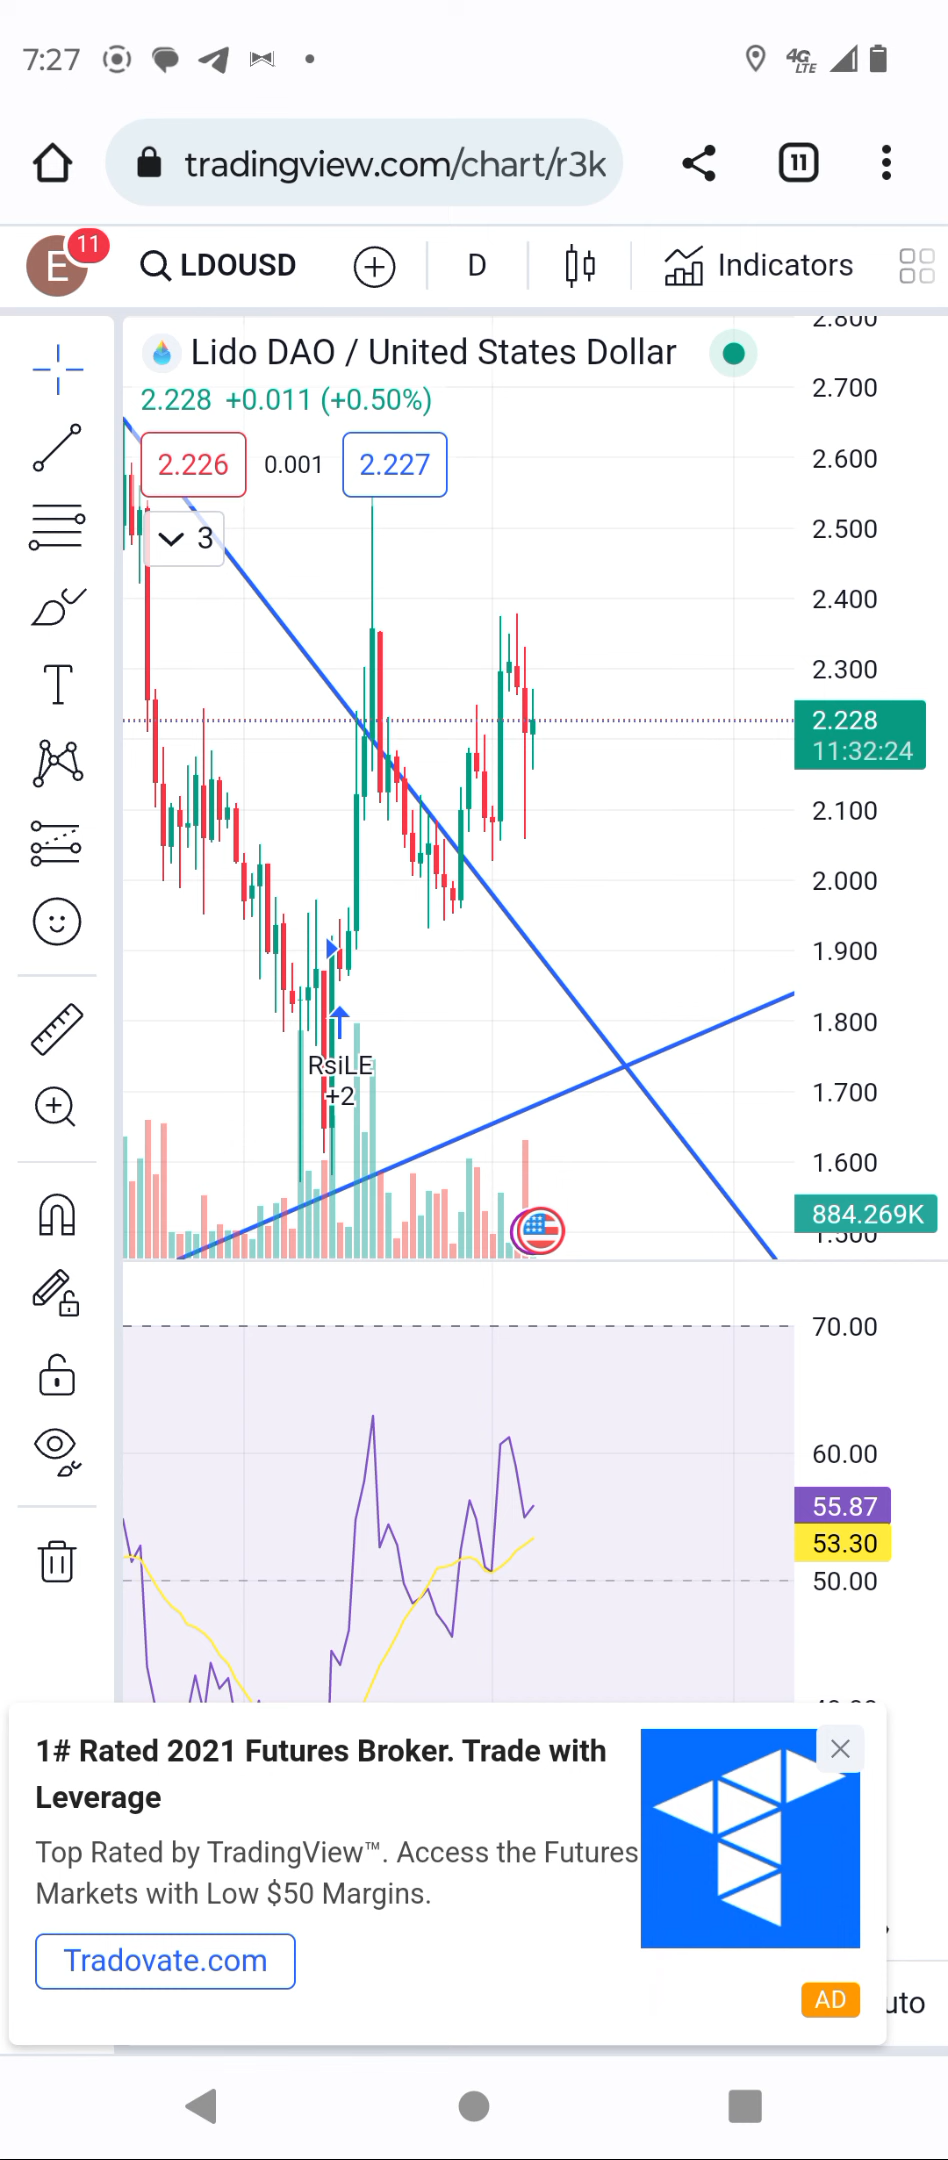 7:27
4G
LTE
tradingview.com/chart/r3k
11
E
11
LDOUSD
D
Indicators
2.800
Lido DAO / United States Dollar
2.228 +0.011 (+0.50%)
2.226
0.001
2.227
3
2.700
2.600
2.500
2.400
2.300
2.228
11:32:24
2.100
2.000
1.900
1.800
1.700
1.600
884.269K
RsiLE
+2
T
70.00
60.00
55.87
53.30
50.00
1# Rated 2021 Futures Broker. Trade with
Leverage
Top Rated by TradingView™. Access the Futures
Markets with Low $50 Margins.
Tradovate.com
AD
uto